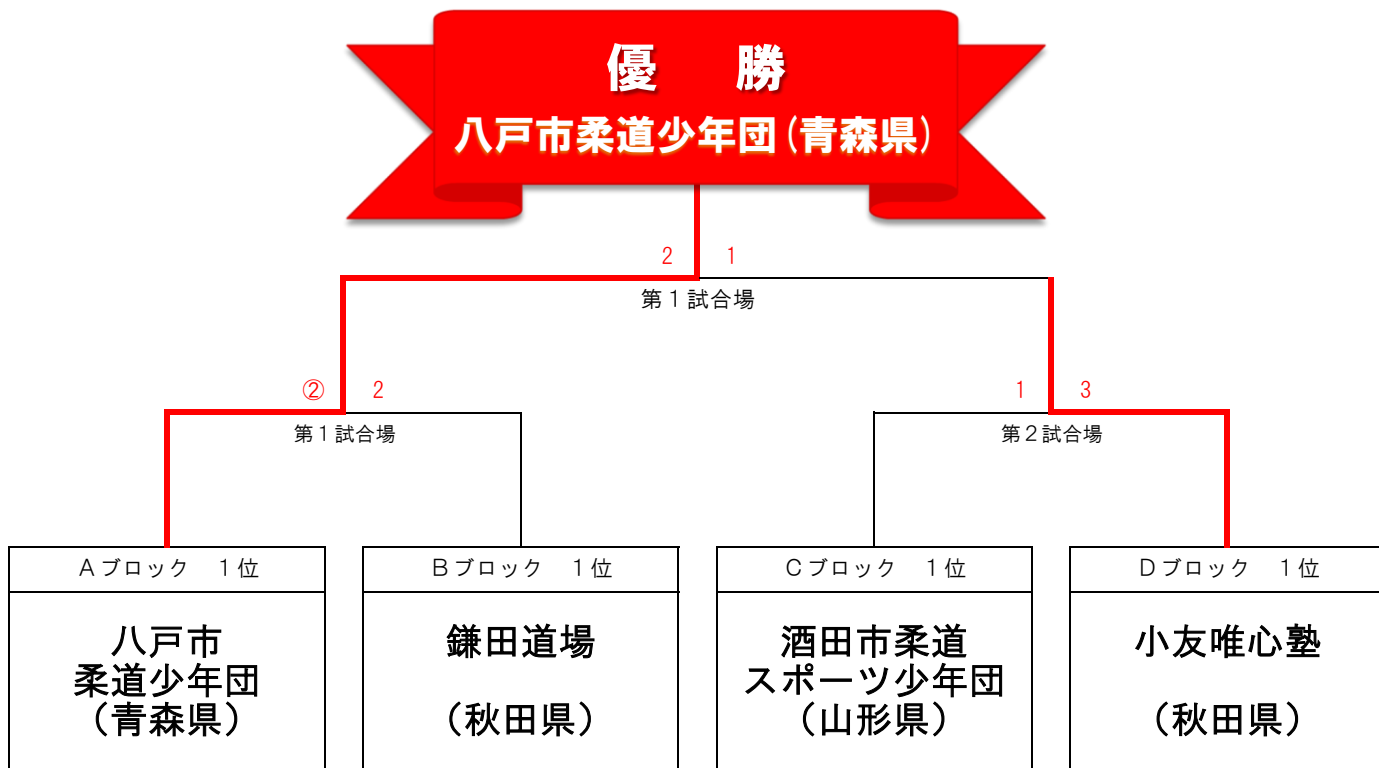 優　勝
八戸市柔道少年団(青森県)
2 1
第１試合場
② 2
1 3
第１試合場
第２試合場
Ａブロック　１位
Ｂブロック　１位
Ｃブロック　１位
Ｄブロック　１位
八戸市
柔道少年団
（青森県）
鎌田道場
（秋田県）
酒田市柔道
スポーツ少年団
（山形県）
小友唯心塾
（秋田県）